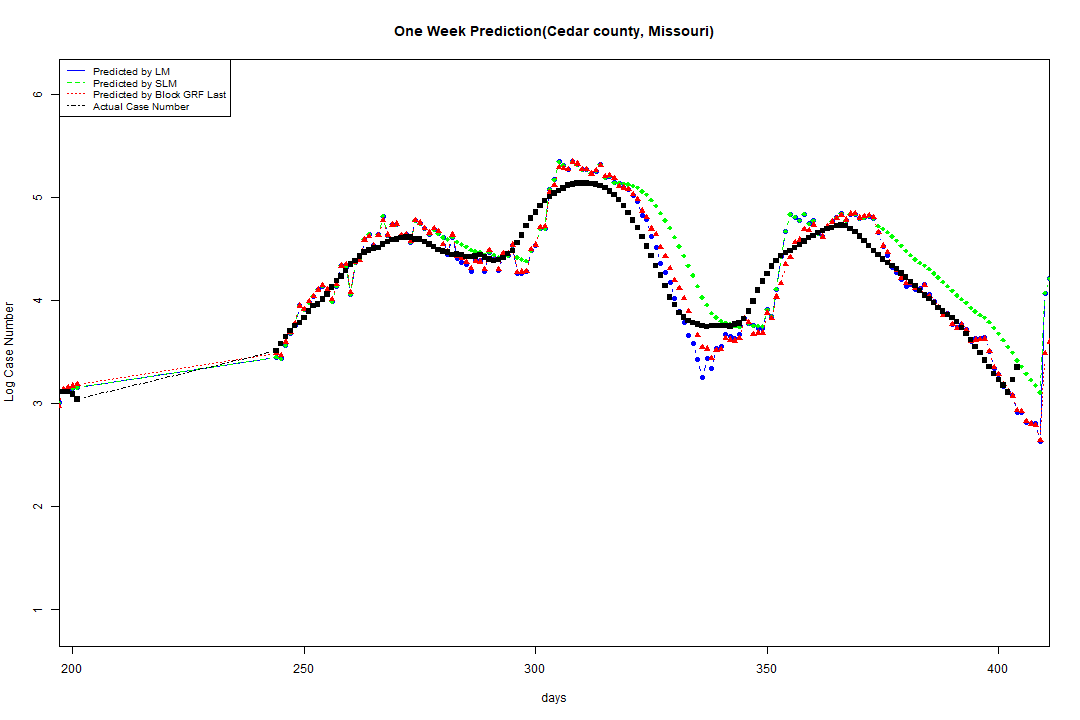 One Week Prediction(Cedar county, Missouri)
Predicted by LM
Predicted by SLM
Predicted by Block GRF Last
Actual Case Number
6
5
4
3
2
1
Log Case Number
200 250 300 350 400
days